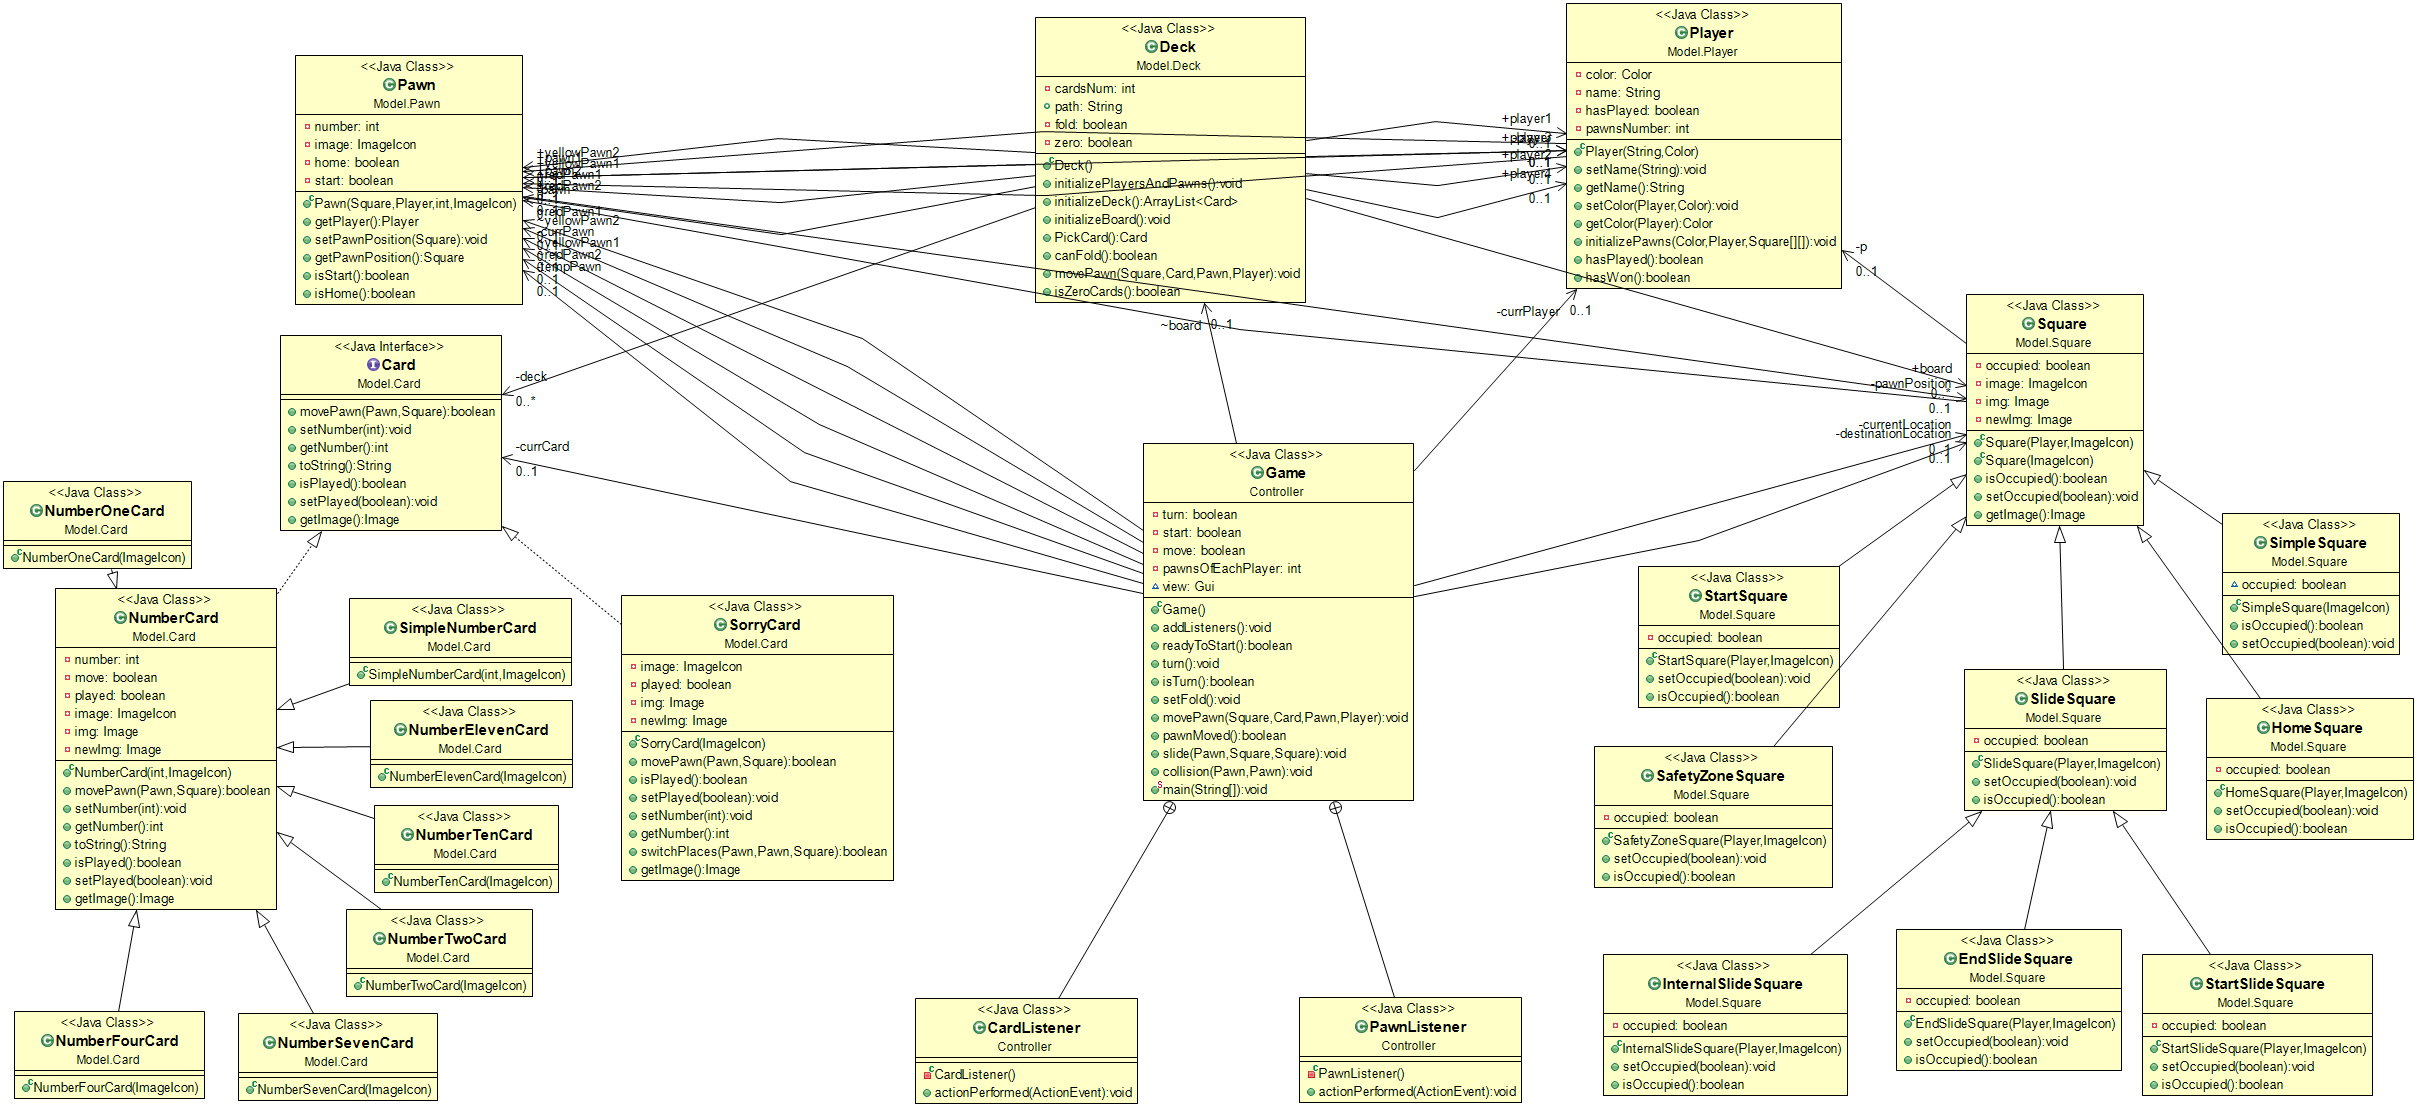 <<Java Class>>
Pawn
Model.Pawn
number: int
image: ImageIcon
home: boolean
start: boolean
Pawn(Square,Player,int,ImageIcon)
getPlayer():Player
setPawnPosition(Square):void
getPawnPosition():Square
isStart():boolean
isHome():boolean
<<Java Class>>
Deck
Model.Deck
cardsNum: int
path: String
fold: boolean
zero: boolean
Deck()
initializePlayersAndPawns():void
initializeDeck():ArrayList<Card>
initializeBoard():void
PickCard():Card
canFold():boolean
movePawn(Square,Card,Pawn,Player):void
isZeroCards():boolean
<<Java Class>>
Player
Model.Player
color: Color
name: String
hasPlayed: boolean
pawnsNumber: int
Player(String,Color)
setName(String):void
getName():String
setColor(Player,Color):void
getColor(Player):Color
initializePawns(Color,Player,Square[][]):void
hasPlayed():boolean
hasWon():boolean
+player1
+player2
0..1
+player4
0..1
0..1
+yellowPawn2
+yellowPawn1
~yellowPawn2
-currPawn
~yellowPawn1
~redPawn2
-tempPawn
0..1
0..1
-p
0..1
-currPlayer
0..1
~board
0..1
-deck
0..*
-currCard
0..1
+board
-pawnPosition
0..*
0..1
-currentLocation
-destinationLocation
0..1
0..1
<<Java Interface>>
Card
Model.Card
movePawn(Pawn,Square):boolean
setNumber(int):void
getNumber():int
toString():String
isPlayed():boolean
setPlayed(boolean):void
getImage():Image
<<Java Class>>
Square
Model.Square
occupied: boolean
image: ImageIcon
img: Image
newImg: Image
Square(Player,ImageIcon)
Square(ImageIcon)
isOccupied():boolean
setOccupied(boolean):void
getImage():Image
<<Java Class>>
Game
Controller
turn: boolean
start: boolean
move: boolean
pawnsOfEachPlayer: int
view: Gui
Game()
addListeners():void
readyToStart():boolean
turn():void
isTurn():boolean
setFold():void
movePawn(Square,Card,Pawn,Player):void
pawnMoved():boolean
slide(Pawn,Square,Square):void
collision(Pawn,Pawn):void
main(String[]):void
<<Java Class>>
NumberOneCard
Model.Card
NumberOneCard(ImageIcon)
<<Java Class>>
NumberCard
Model.Card
number: int
move: boolean
played: boolean
image: ImageIcon
img: Image
newImg: Image
NumberCard(int,ImageIcon)
movePawn(Pawn,Square):boolean
setNumber(int):void
getNumber():int
toString():String
isPlayed():boolean
setPlayed(boolean):void
getImage():Image
<<Java Class>>
SimpleNumberCard
Model.Card
SimpleNumberCard(int,ImageIcon)
<<Java Class>>
NumberElevenCard
Model.Card
NumberElevenCard(ImageIcon)
<<Java Class>>
NumberTenCard
Model.Card
NumberTenCard(ImageIcon)
<<Java Class>>
NumberTwoCard
Model.Card
NumberTwoCard(ImageIcon)
<<Java Class>>
NumberFourCard
Model.Card
NumberFourCard(ImageIcon)
<<Java Class>>
NumberSevenCard
Model.Card
NumberSevenCard(ImageIcon)
<<Java Class>>
SorryCard
Model.Card
image: ImageIcon
played: boolean
img: Image
newImg: Image
SorryCard(ImageIcon)
movePawn(Pawn,Square):boolean
isPlayed():boolean
setPlayed(boolean):void
setNumber(int):void
getNumber():int
switchPlaces(Pawn,Pawn,Square):boolean
getImage():Image
<<Java Class>>
StartSquare
Model.Square
occupied: boolean
StartSquare(Player,ImageIcon)
setOccupied(boolean):void
isOccupied():boolean
<<Java Class>>
SimpleSquare
Model.Square
occupied: boolean
SimpleSquare(ImageIcon)
isOccupied():boolean
setOccupied(boolean):void
<<Java Class>>
SlideSquare
Model.Square
occupied: boolean
SlideSquare(Player,ImageIcon)
setOccupied(boolean):void
isOccupied():boolean
<<Java Class>>
HomeSquare
Model.Square
occupied: boolean
HomeSquare(Player,ImageIcon)
setOccupied(boolean):void
isOccupied():boolean
<<Java Class>>
SafetyZoneSquare
Model.Square
occupied: boolean
SafetyZoneSquare(Player,ImageIcon)
setOccupied(boolean):void
isOccupied():boolean
<<Java Class>>
InternalSlideSquare
Model.Square
occupied: boolean
InternalSlideSquare(Player,ImageIcon)
setOccupied(boolean):void
isOccupied():boolean
<<Java Class>>
EndSlideSquare
Model.Square
occupied: boolean
EndSlideSquare(Player,ImageIcon)
setOccupied(boolean):void
isOccupied():boolean
<<Java Class>>
StartSlideSquare
Model.Square
occupied: boolean
StartSlideSquare(Player,ImageIcon)
setOccupied(boolean):void
isOccupied():boolean
<<Java Class>>
CardListener
Controller
CardListener()
actionPerformed(ActionEvent):void
<<Java Class>>
PawnListener
Controller
PawnListener()
actionPerformed(ActionEvent):void